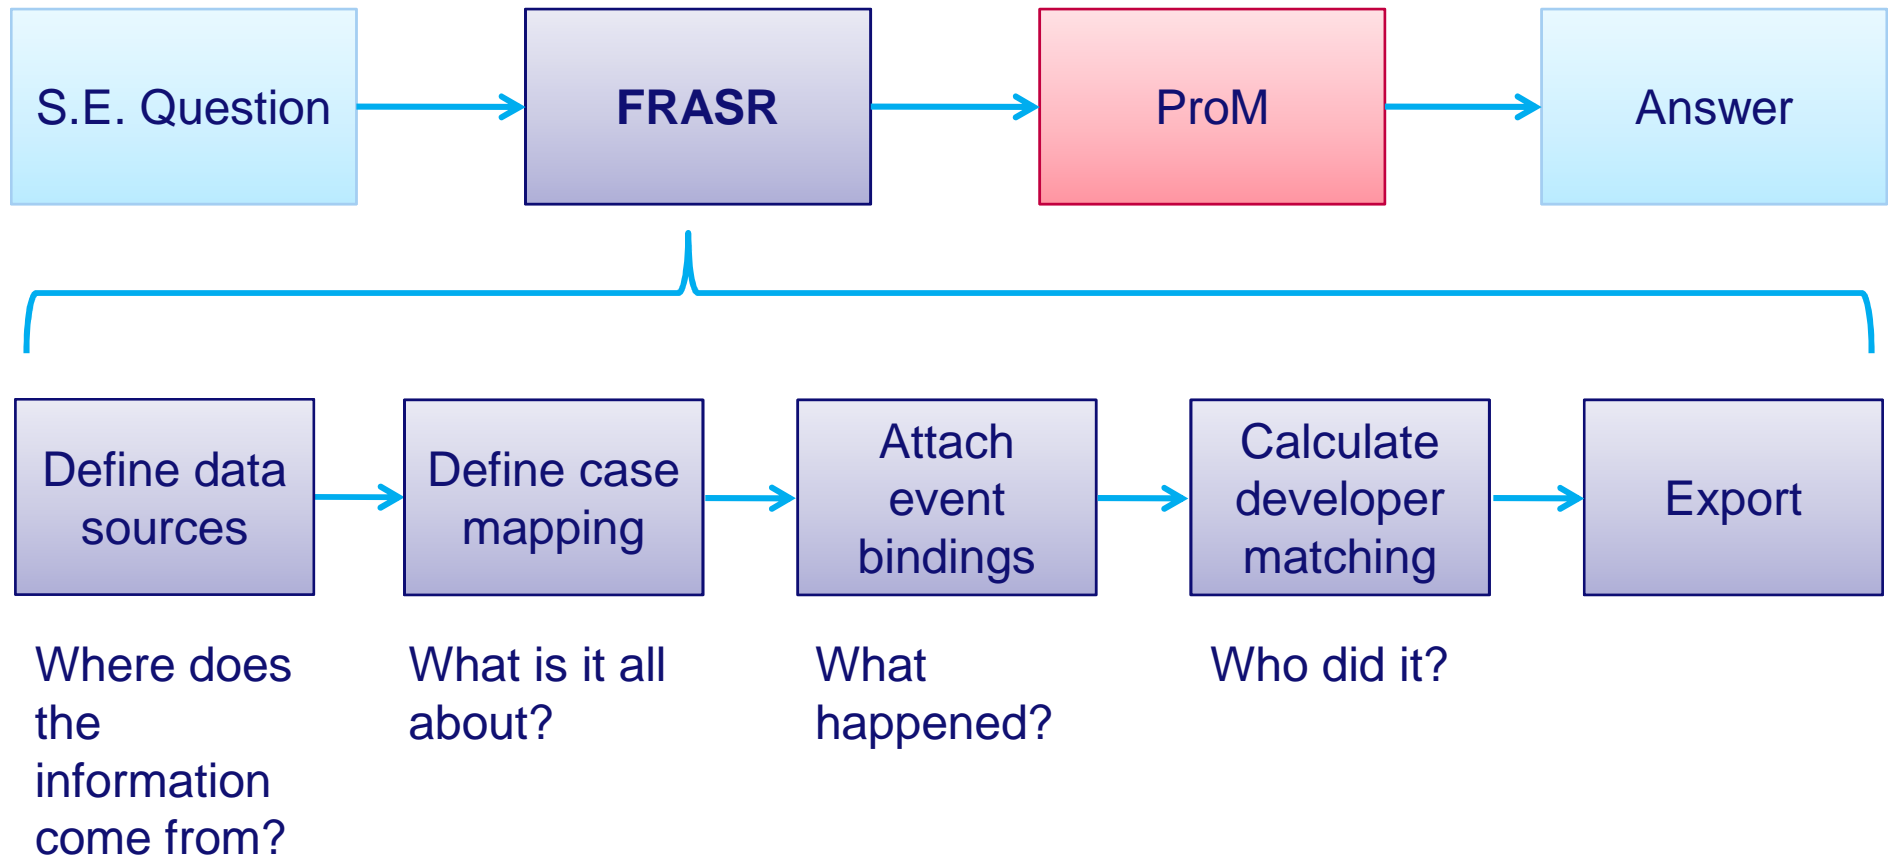 S.E. Question
FRASR
ProM
Answer
Define data
sources
Define case
mapping
Attach
event
bindings
Calculate
developer
matching
Export
Where does
the
information
come from?
What is it all
about?
What
happened?
Who did it?